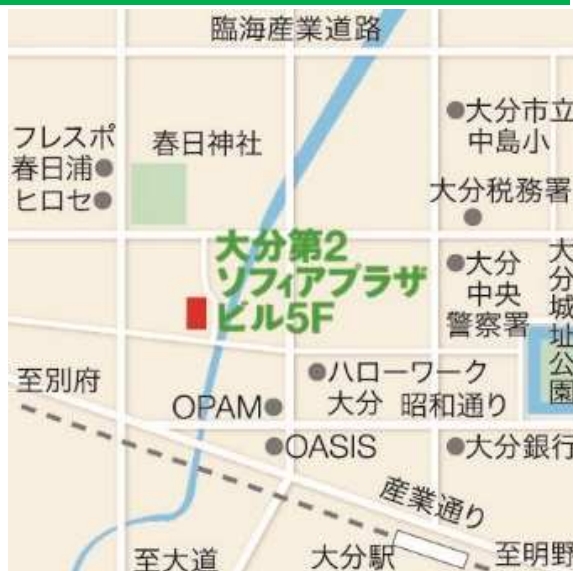 臨海産業道路
フレスポ
春日浦
ヒロセ
春日神社
大分市立
中島小
大分税務署
大分第2
ソフィアプラザ
ビル5F
大分
中央
警察署
大分城址公園
至別府
ハローワーク
大分
昭和通り
OPAM
OASIS
大分銀行
産業通り
至大道
大分駅
至明野